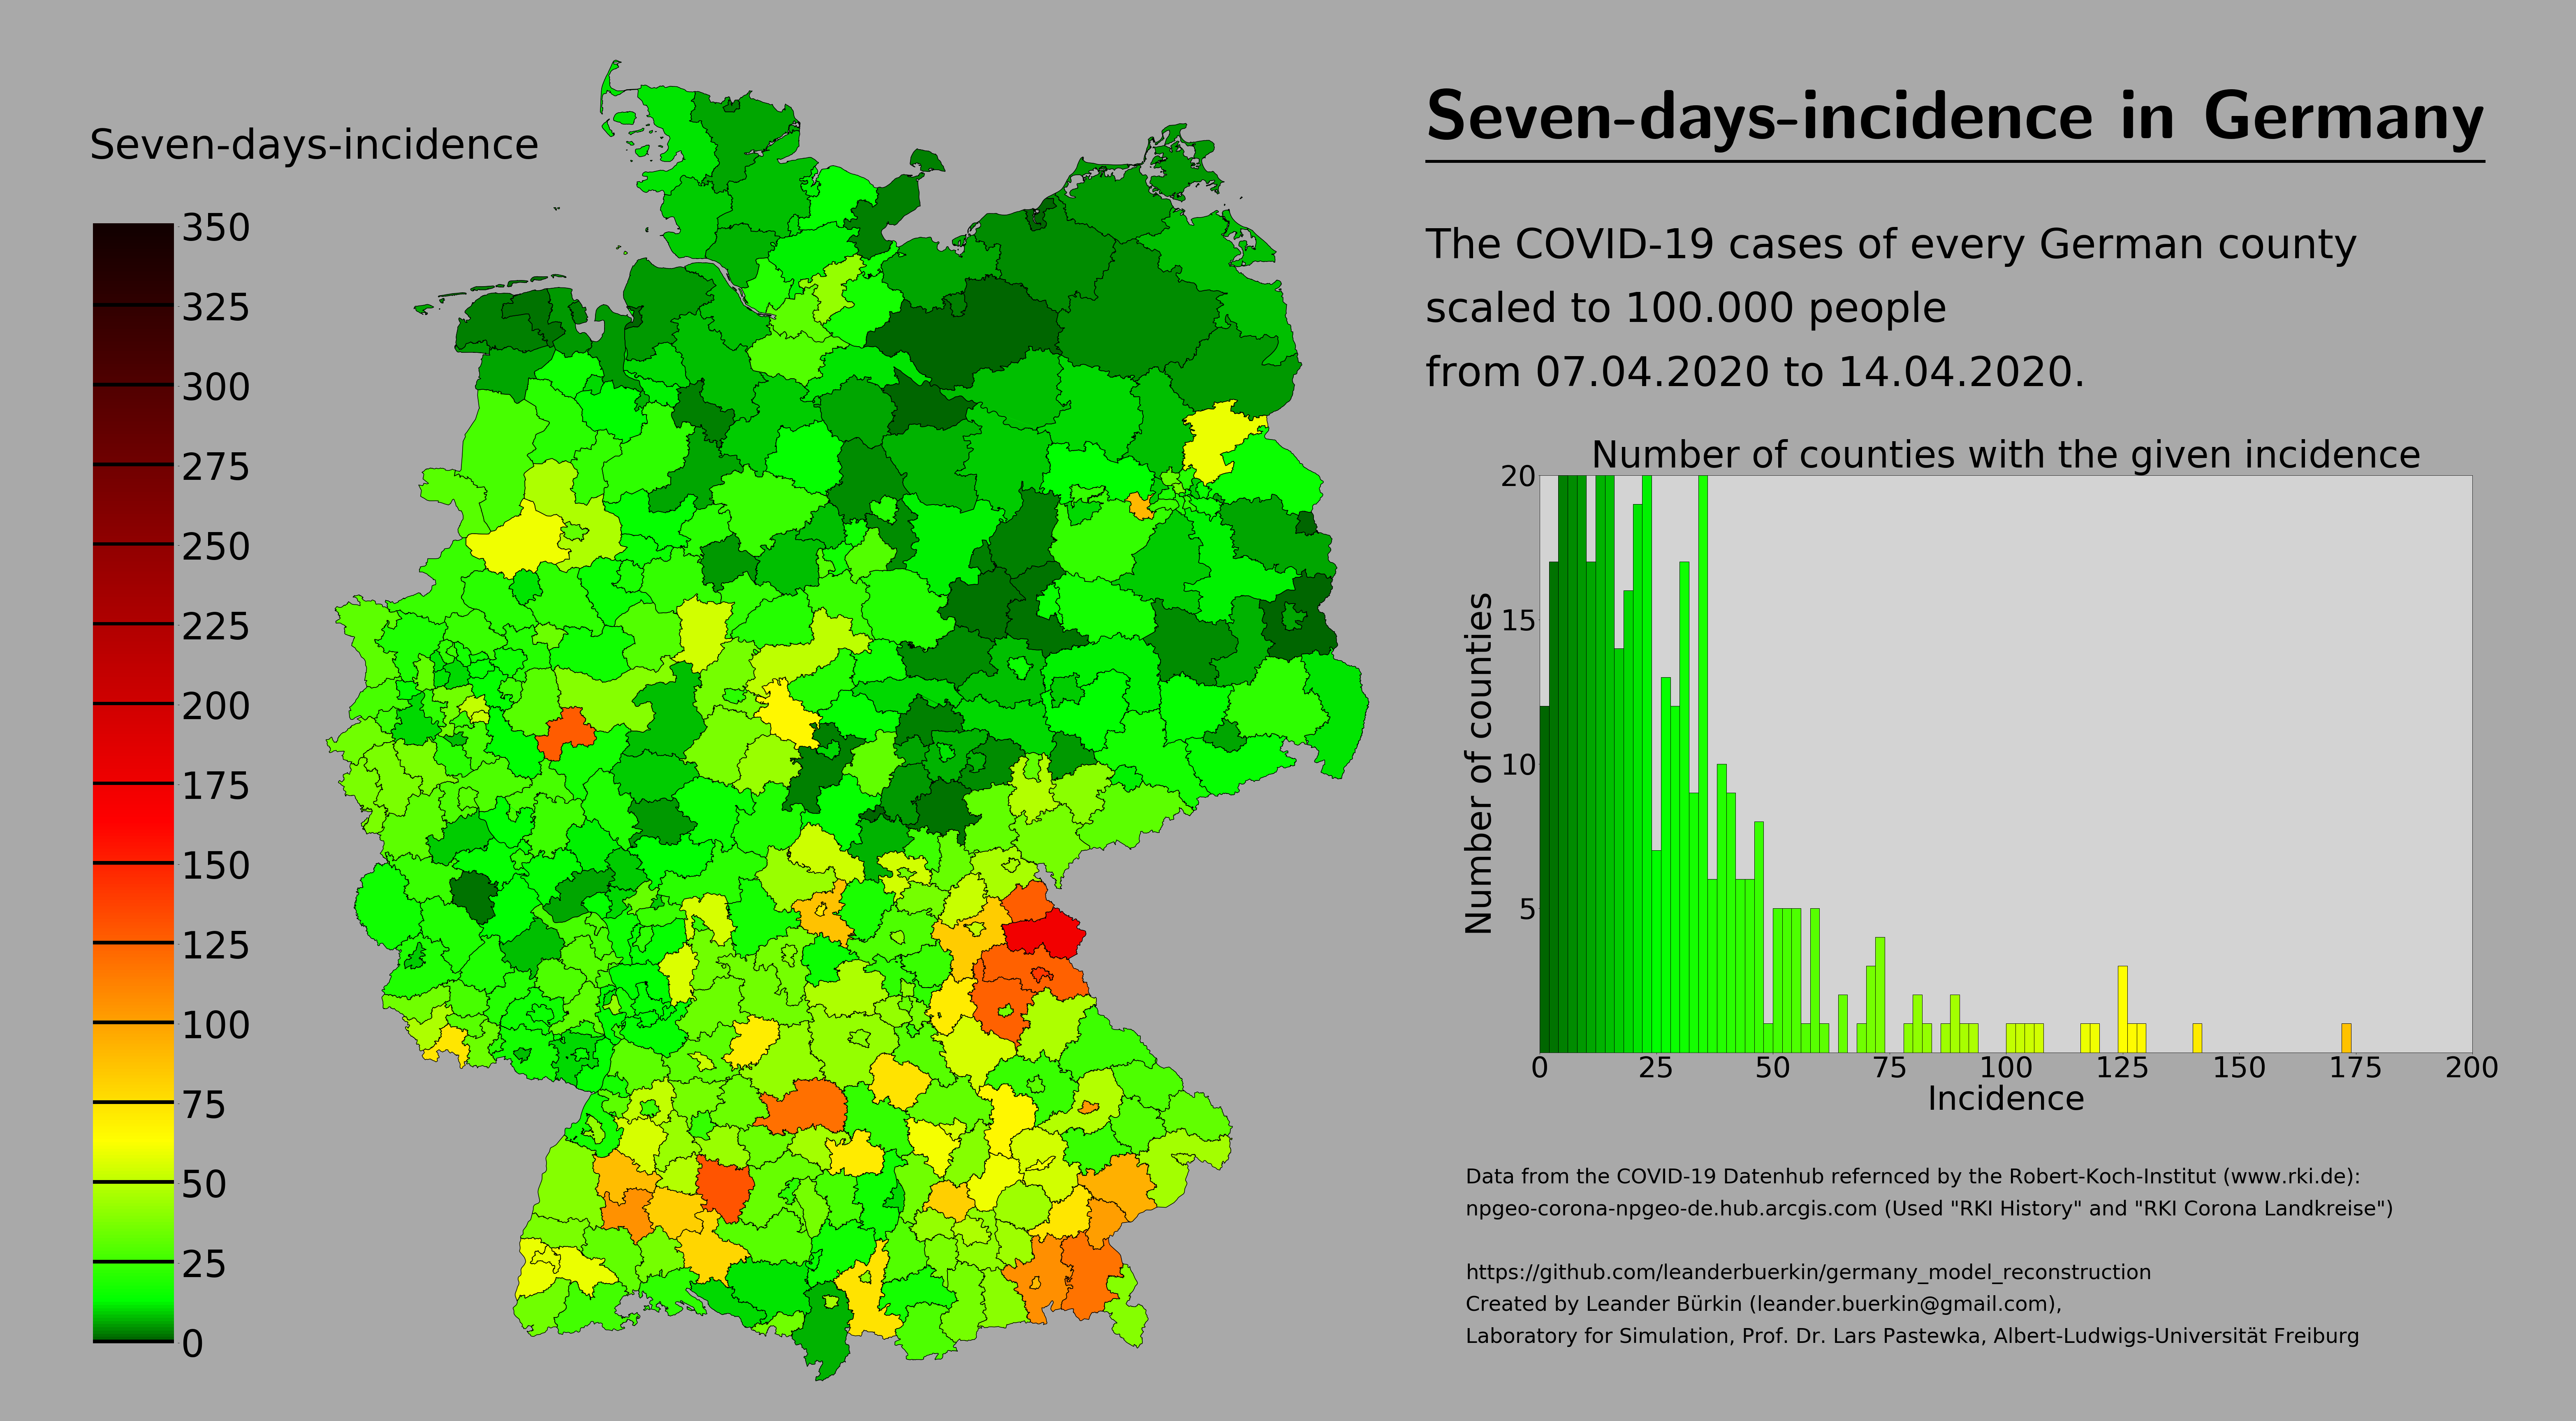 Seven-days-incidence in Germany
Seven-days-incidence
350
325
300
275
250
225
200
175
150
125
100
75
50
25
0
The COVID-19 cases of every German county
scaled to 100.000 people
from 07.04.2020 to 14.04.2020.
Number of counties with the given incidence
20
15
10
5
Number of counties
0 25 50 75 100 125 150 175 200
Incidence
Data from the COVID-19 Datenhub refernced by the Robert-Koch-Institut (www.rki.de):
npgeo-corona-npgeo-de.hub.arcgis.com (Used "RKI History" and "RKI Corona Landkreise")
https://github.com/leanderbuerkin/germany_model_reconstruction
Created by Leander Bürkin (leander.buerkin@gmail.com),
Laboratory for Simulation, Prof. Dr. Lars Pastewka, Albert-Ludwigs-Universität Freiburg